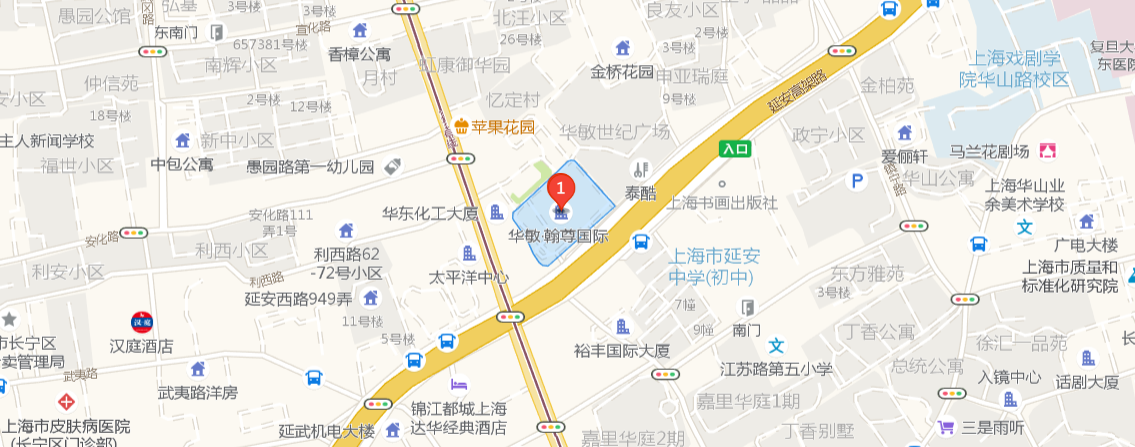 愚园公馆
弘基
3号楼
3号楼
北汪小区
26号楼
良友小区
3号楼
2号楼
东南门
宣化路
657381号楼
南辉小区
香樟公寓
月村
虹康御华园
金桥花园
申亚瑞庭
9号楼
延安高架路
金柏苑
上海戏剧学
院华山路校区
复旦大
东医院
仲信苑
安小区
18号楼
2号楼
12号楼
忆定村
主人新闻学校
新中小区
苹果花园
华敏世纪广场
入口
政宁小区
爱俪轩
马兰花剧场
福世小区
中包公寓
愚园路第一幼儿园
华山公寓
泰酷
P
上海华山业
余美术学校
安化路111
弄1号
安化路
华东化工大厦
1
华敏·翰尊国际
上海书画出版社
广电大楼
利西小区
利西路62
-72号小区
太平洋中心
上海市延安
中学(初中)
东方雅苑
3号楼
上海市质量和
标准化研究院
利安小区
利西路
延安西路949弄
11号楼
5号楼
7幢
9幢
南门
丁香公寓
市长宁区
卖管理局
汉庭
汉庭酒店
裕丰国际大厦
江苏路第五小学
总统公寓
徐汇一品苑
武夷路
武夷路洋房
入镜中心
话剧大厦
上海市皮肤病医院
(长宁区门诊部)
延武机电大楼
锦江都城上海
达华经典酒店
嘉里华庭1期
嘉里华庭2期
丁香别墅
三是雨听